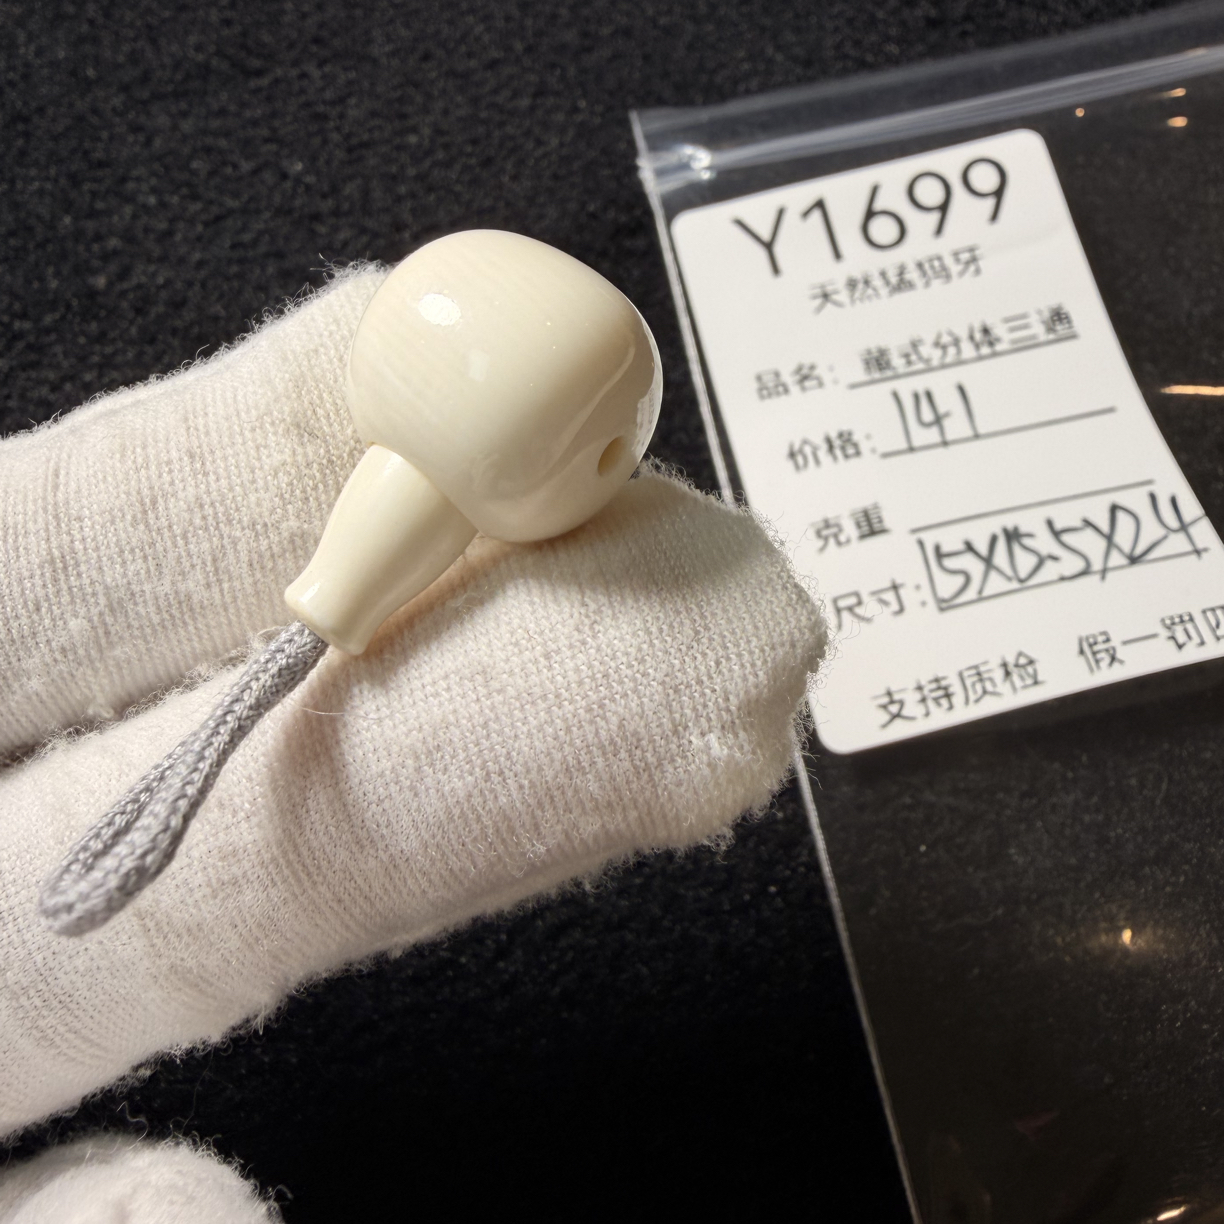 Y1699
天然猛犸牙
品名: 藏式分体三通
价格: 141
克重
尺寸: 15X15.5X24
支持质检 假一罚四